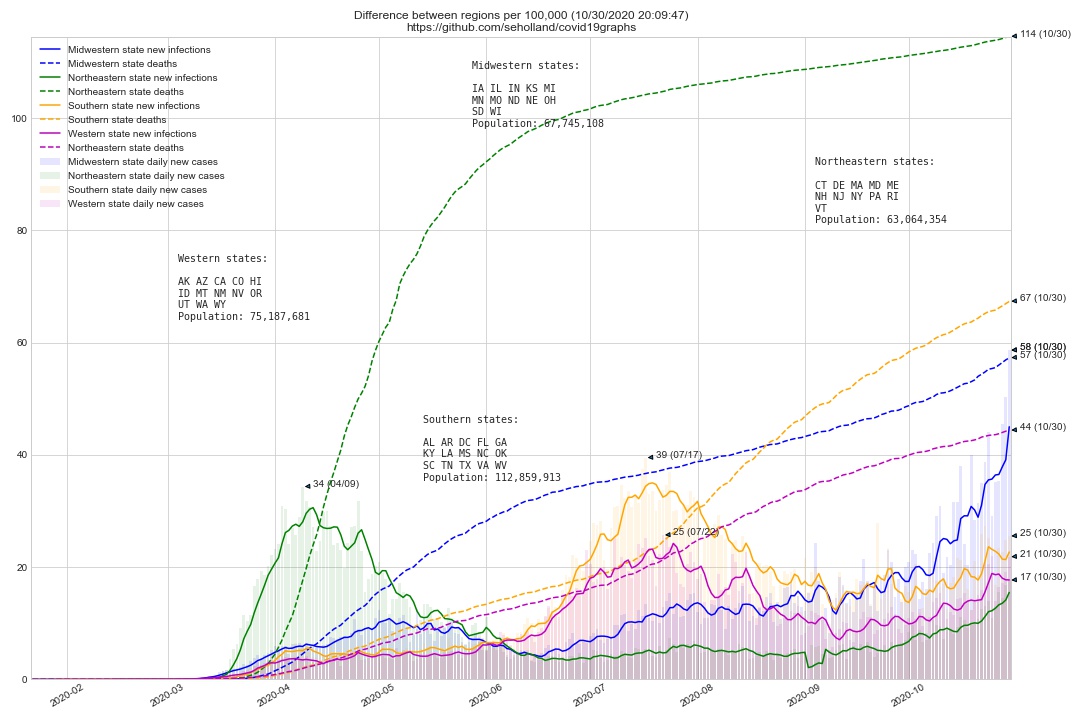 Difference between regions per 100,000 (10/30/2020 20:09:47)
https://github.com/seholland/covid19graphs
Midwestern state new infections
Midwestern state deaths
Northeastern state new infections
Northeastern state deaths
Southern state new infections
Southern state deaths
Western state new infections
Northeastern state deaths
Midwestern state daily new cases
Northeastern state daily new cases
Southern state daily new cases
Western state daily new cases
Midwestern states:
IA IL IN KS MI
MN MO ND NE OH
SD WI
Population: 67,745,108
Northeastern states:
CT DE MA MD ME
NH NJ NY PA RI
VT
Population: 63,064,354
Western states:
AK AZ CA CO HI
ID MT NM NV OR
UT WA WY
Population: 75,187,681
Southern states:
AL AR DC FL GA
KY LA MS NC OK
SC TN TX VA WV
Population: 112,859,913
34 (04/09)
39 (07/17)
25 (07/22)
114 (10/30)
67 (10/30)
58 (10/30)
57 (10/30)
44 (10/30)
25 (10/30)
21 (10/30)
17 (10/30)
100
80
60
40
20
0
2020-02
2020-03
2020-04
2020-05
2020-06
2020-07
2020-08
2020-09
2020-10